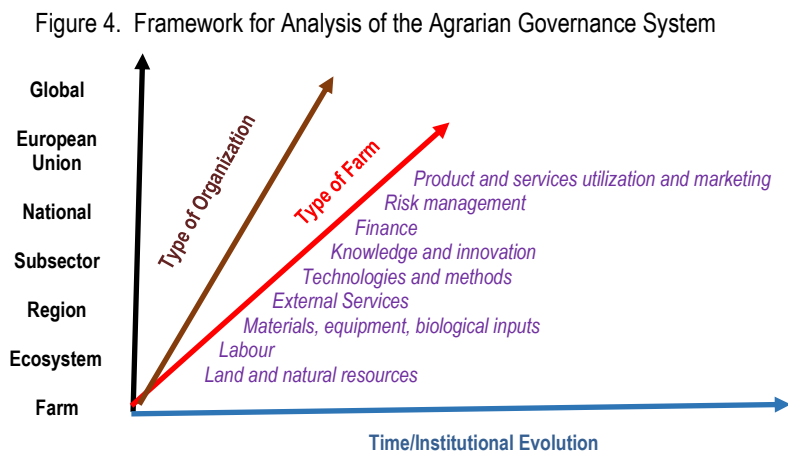 Figure 4. Framework for Analysis of the Agrarian Governance System
Global
European
Union
National
Subsector
Region
Ecosystem
Farm
Type of Organization
Type of Farm
Product and services utilization and marketing
Risk management
Finance
Knowledge and innovation
Technologies and methods
External Services
Materials, equipment, biological inputs
Labour
Land and natural resources
Time/Institutional Evolution